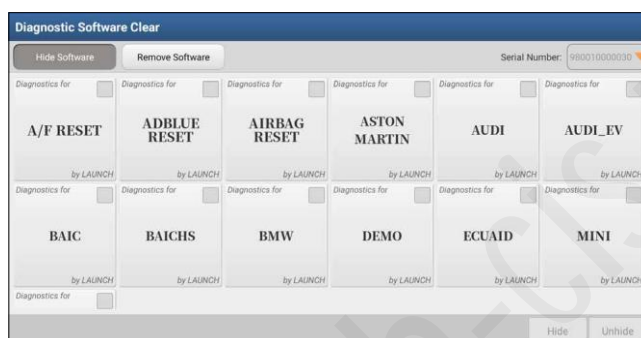 Diagnostic Software Clear
Hide Software
Remove Software
Serial Number:
980010000030
Diagnostics for
Diagnostics for
Diagnostics for
Diagnostics for
Diagnostics for
Diagnostics for
A/F RESET
ADBLUE
RESET
AIRBAG
RESET
ASTON
MARTIN
AUDI
AUDI_EV
by LAUNCH
by LAUNCH
by LAUNCH
by LAUNCH
by LAUNCH
by LAUNCH
Diagnostics for
Diagnostics for
Diagnostics for
Diagnostics for
Diagnostics for
Diagnostics for
BAIC
BAICHS
BMW
DEMO
ECUAID
MINI
by LAUNCH
by LAUNCH
by LAUNCH
by LAUNCH
by LAUNCH
by LAUNCH
Diagnostics for
Hide
Unhide